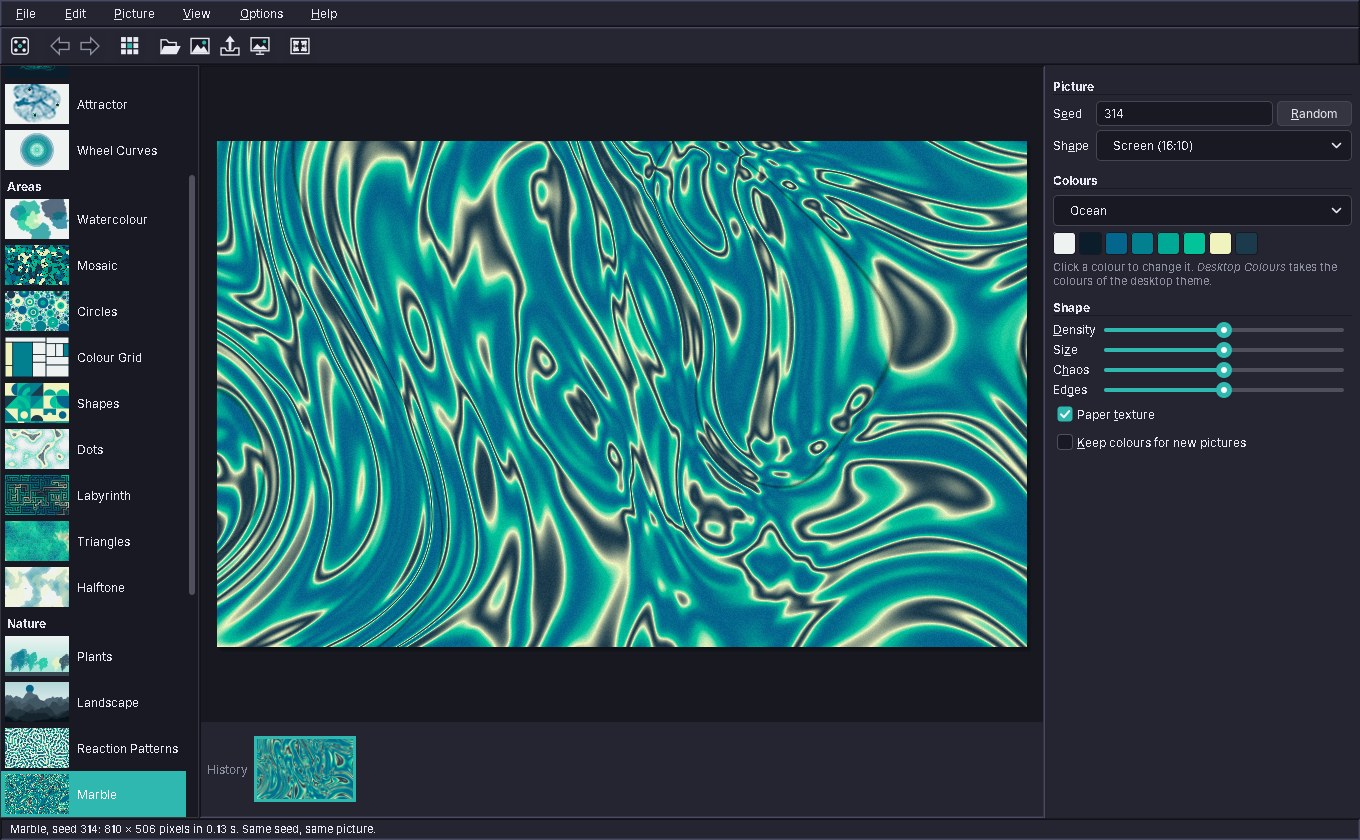 File Edit Picture View Options Help
Attractor
Wheel Curves
Areas
Watercolour
Mosaic
Circles
Colour Grid
Shapes
Dots
Labyrinth
Triangles
Halftone
Nature
Plants
Landscape
Reaction Patterns
Marble
History
Picture
Seed 314 Random
Shape Screen (16:10)
Colours
Ocean
Click a colour to change it. Desktop Colours takes the
colours of the desktop theme.
Shape
Density
Size
Chaos
Edges
Paper texture
Keep colours for new pictures
Marble, seed 314: 810 × 506 pixels in 0.13 s. Same seed, same picture.